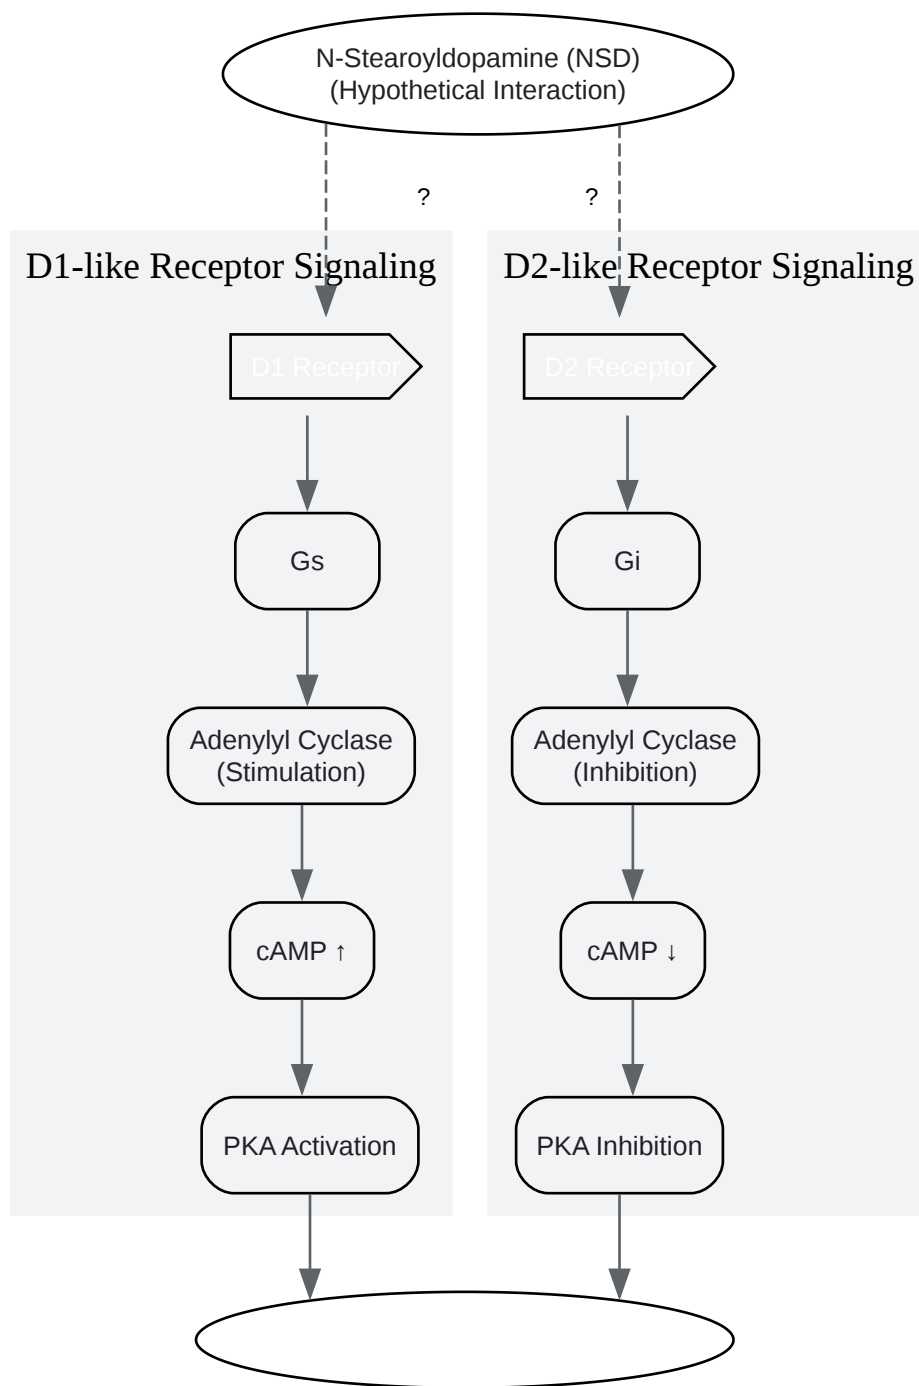 N-Stearoyldopamine (NSD)
(Hypothetical Interaction)
?
?
D1-like Receptor Signaling
D1 Receptor
Gs
Adenylyl Cyclase
(Stimulation)
cAMP ↑
PKA Activation
D2-like Receptor Signaling
D2 Receptor
Gi
Adenylyl Cyclase
(Inhibition)
cAMP ↓
PKA Inhibition